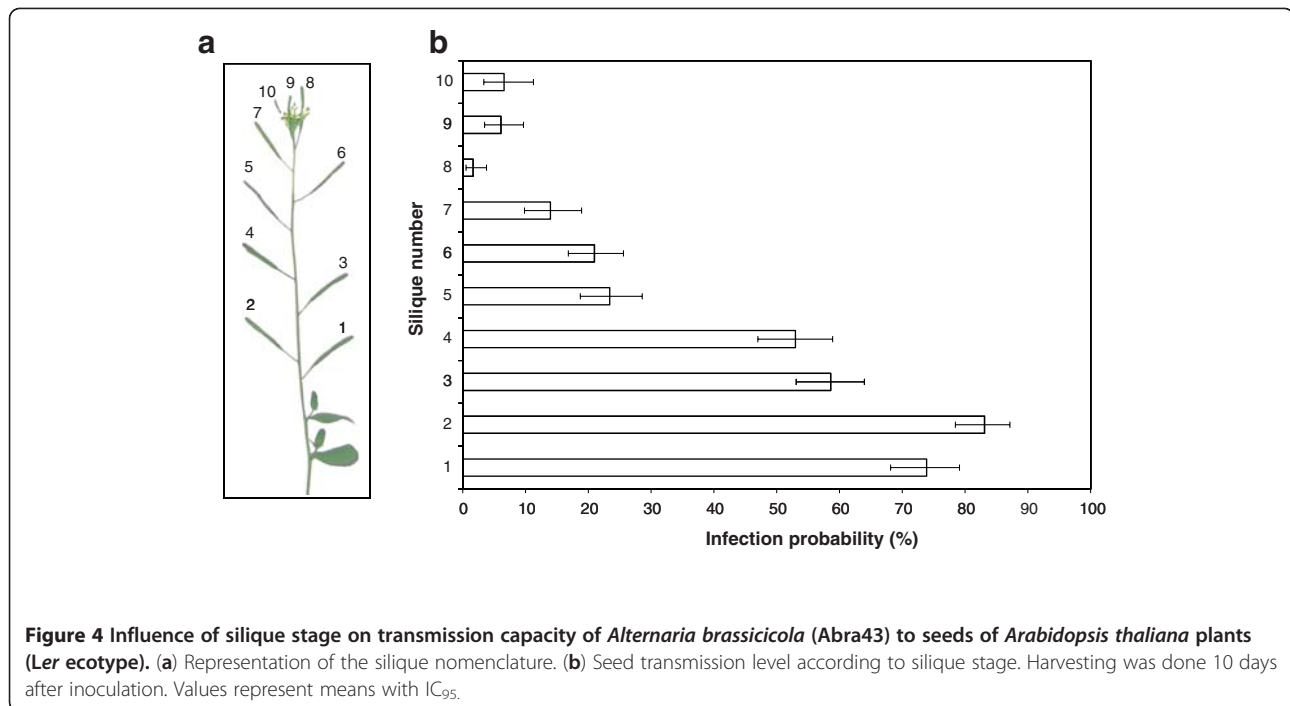 a
b
10 9 8
7
6
5
4
3
2
1
Silique number
10
9
8
7
6
5
4
3
2
1
0 10 20 30 40 50 60 70 80 90 100
Infection probability (%)
Figure 4 Influence of silique stage on transmission capacity of Alternaria brassicicola (Abra43) to seeds of Arabidopsis thaliana plants
(Ler ecotype). (a) Representation of the silique nomenclature. (b) Seed transmission level according to silique stage. Harvesting was done 10 days
after inoculation. Values represent means with IC95.